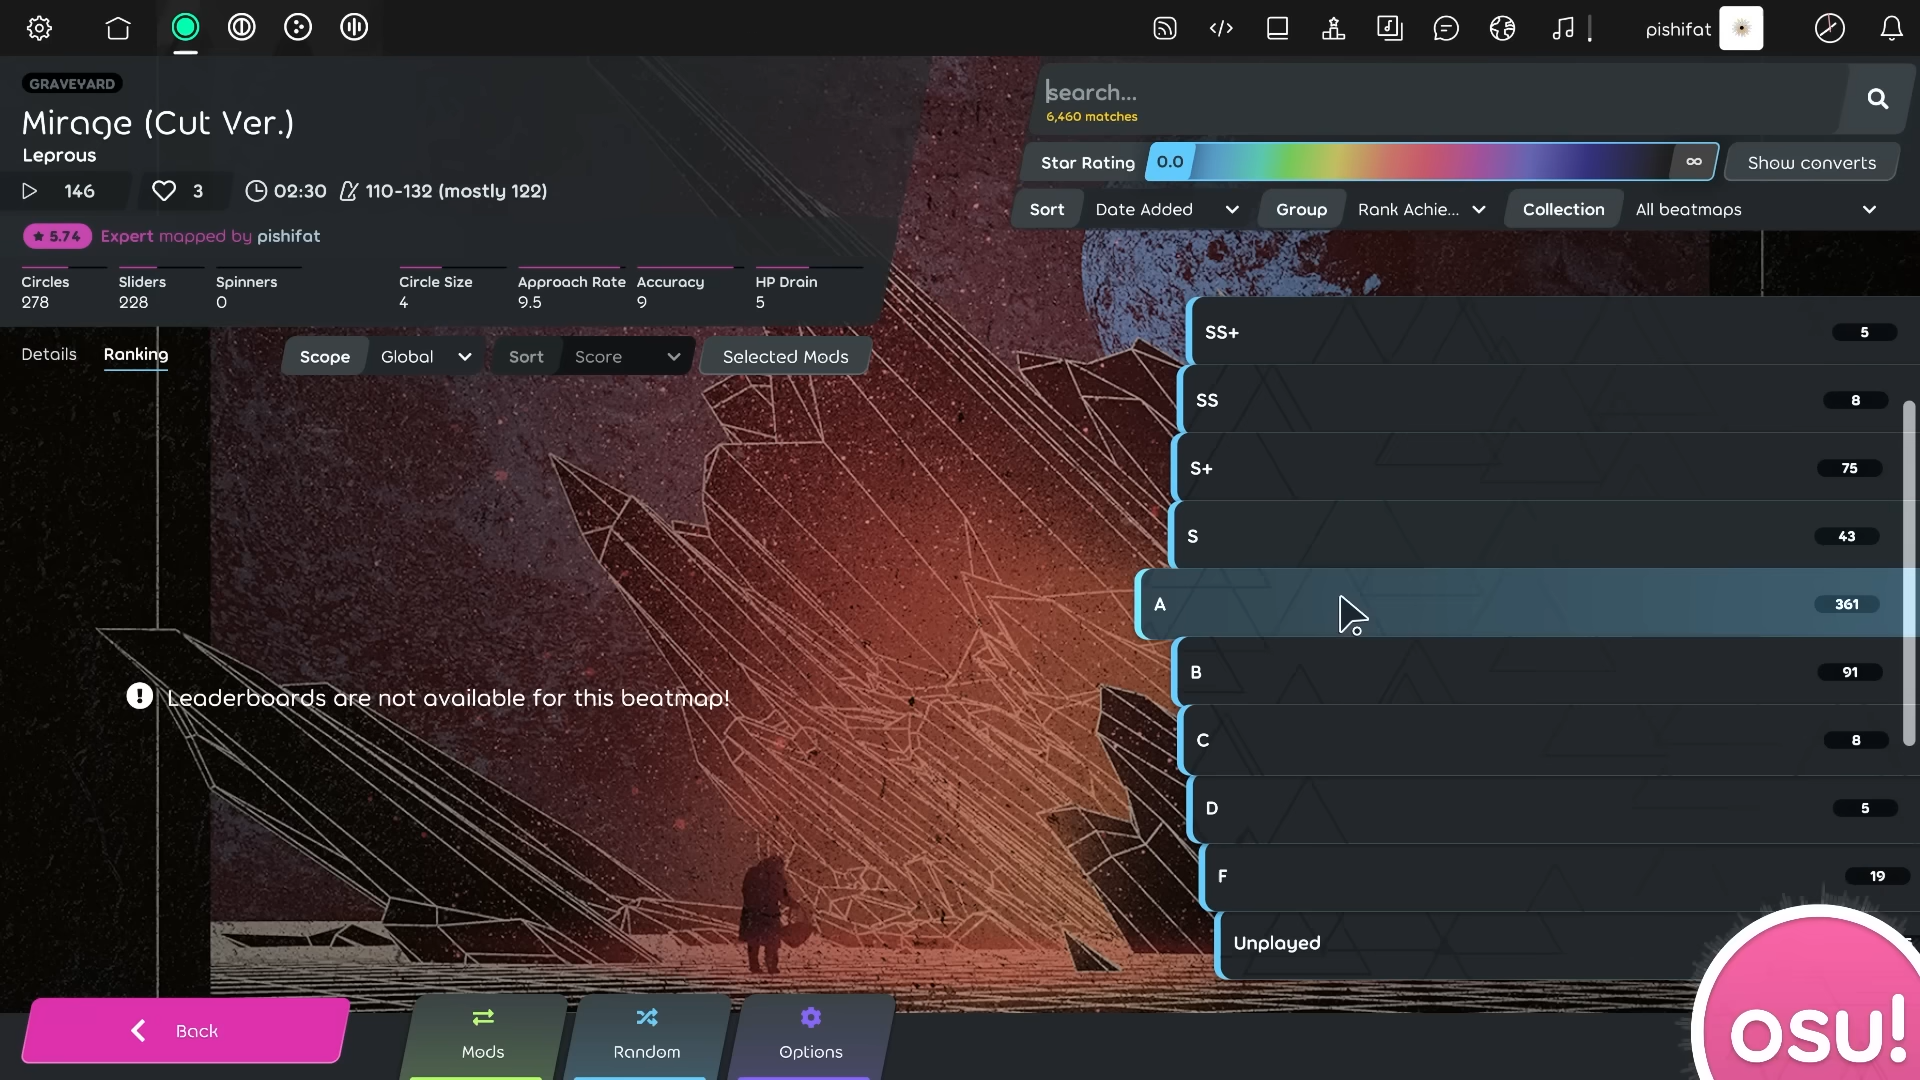 pishifat
GRAVEYARD
Mirage (Cut Ver.)
Leprous
146 3 02:30 110-132 (mostly 122)
5.74 Expert mapped by pishifat
Circles Sliders Spinners Circle Size Approach Rate Accuracy HP Drain
278 228 0 4 9.5 9 5
Details Ranking Scope Global Sort Score Selected Mods
Leaderboards are not available for this beatmap!
search...
6,460 matches
Star Rating 0.0 ∞ Show converts
Sort Date Added Group Rank Achie... Collection All beatmaps
SS+ 5
SS 8
S+ 75
S 43
A 361
B 91
C 8
D 5
F 19
Unplayed
Back Mods Random Options
osu!